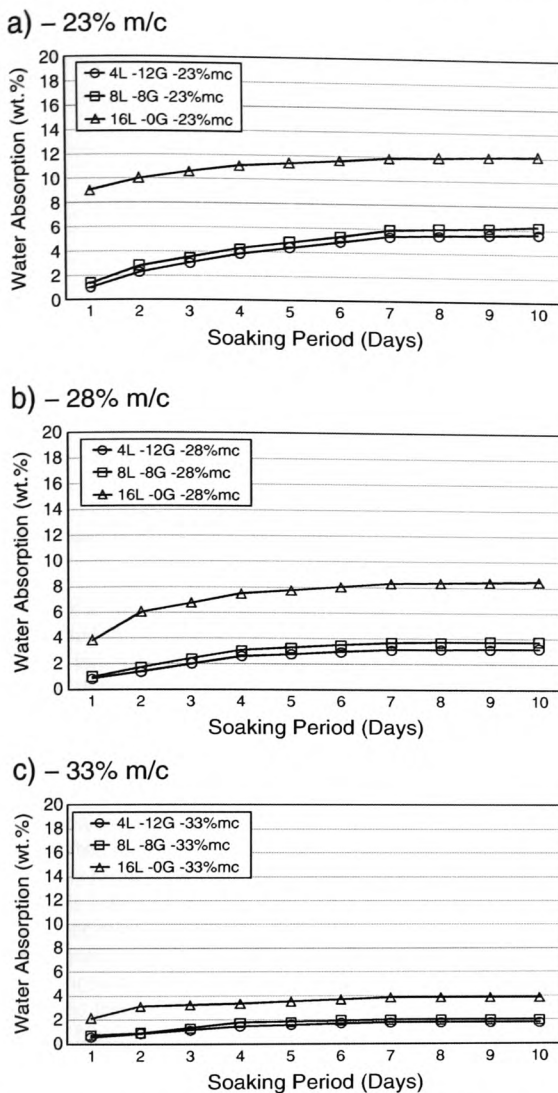 a) – 23% m/c
20
18
16
14
12
10
8
6
4
2
0
Water Absorption (wt.%)
4L -12G -23%mc
8L -8G -23%mc
16L -0G -23%mc
1 2 3 4 5 6 7 8 9 10
Soaking Period (Days)
b) – 28% m/c
20
18
16
14
12
10
8
6
4
2
0
Water Absorption (wt.%)
4L -12G -28%mc
8L -8G -28%mc
16L -0G -28%mc
1 2 3 4 5 6 7 8 9 10
Soaking Period (Days)
c) – 33% m/c
20
18
16
14
12
10
8
6
4
2
0
Water Absorption (wt.%)
4L -12G -33%mc
8L -8G -33%mc
16L -0G -33%mc
1 2 3 4 5 6 7 8 9 10
Soaking Period (Days)